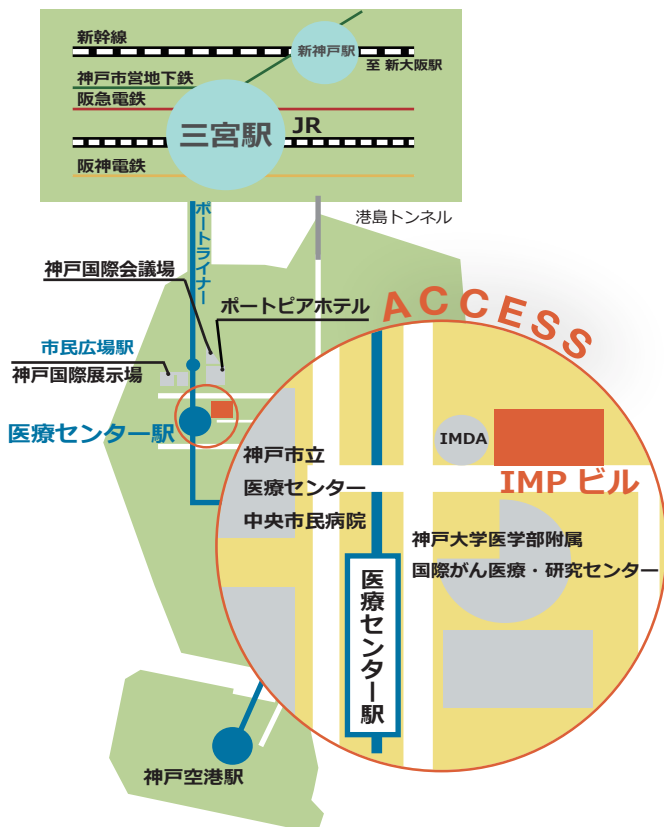 新幹線
新神戸駅
至 新大阪駅
神戸市営地下鉄
阪急電鉄
三宮駅
JR
阪神電鉄
ポートライナー
港島トンネル
神戸国際会議場
ポートピアホテル
ACCESS
市民広場駅
神戸国際展示場
医療センター駅
IMDA
神戸市立
医療センター
中央市民病院
IMP ビル
神戸大学医学部附属
国際がん医療・研究センター
医療センター駅
神戸空港駅